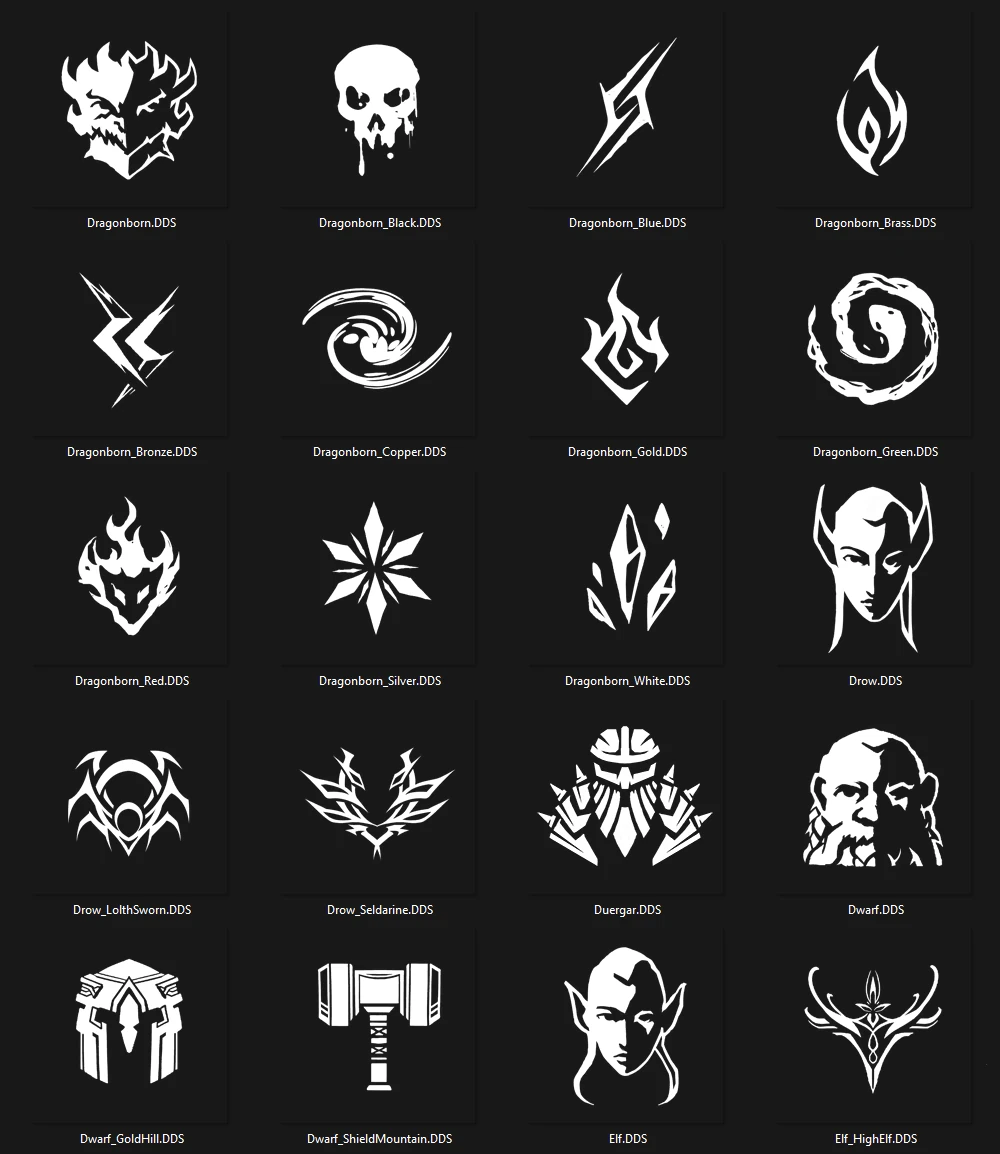 Dragonborn.DDS
Dragonborn_Black.DDS
Dragonborn_Blue.DDS
Dragonborn_Brass.DDS
Dragonborn_Bronze.DDS
Dragonborn_Copper.DDS
Dragonborn_Gold.DDS
Dragonborn_Green.DDS
Dragonborn_Red.DDS
Dragonborn_Silver.DDS
Dragonborn_White.DDS
Drow.DDS
Drow_LolthSworn.DDS
Drow_Seldarine.DDS
Duergar.DDS
Dwarf.DDS
Dwarf_GoldHill.DDS
Dwarf_ShieldMountain.DDS
Elf.DDS
Elf_HighElf.DDS